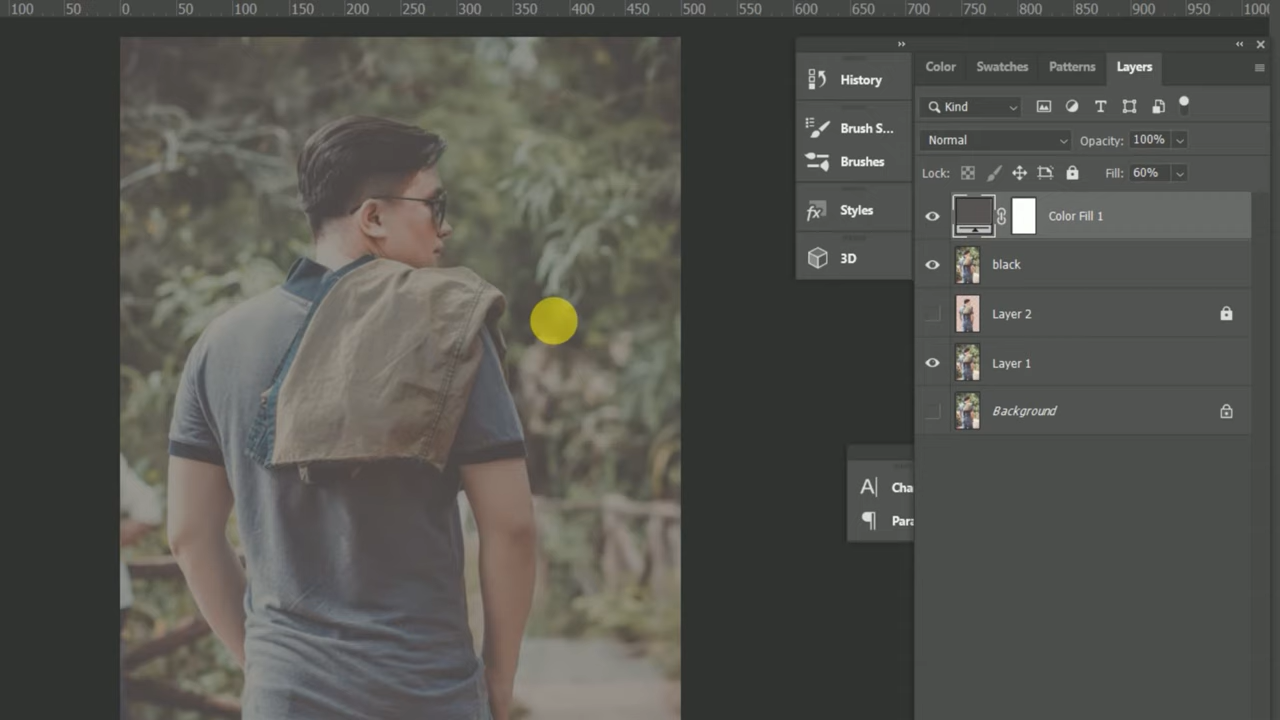 100 50 0 50 100 150 200 250 300 350 400 450 500 550 600 650 700 750 800 850 900 950 1000
History
Brush S...
Brushes
Styles
3D
Cha
Para
Color Swatches Patterns Layers
Kind
Normal Opacity: 100%
Lock: Fill: 60%
Color Fill 1
black
Layer 2
Layer 1
Background